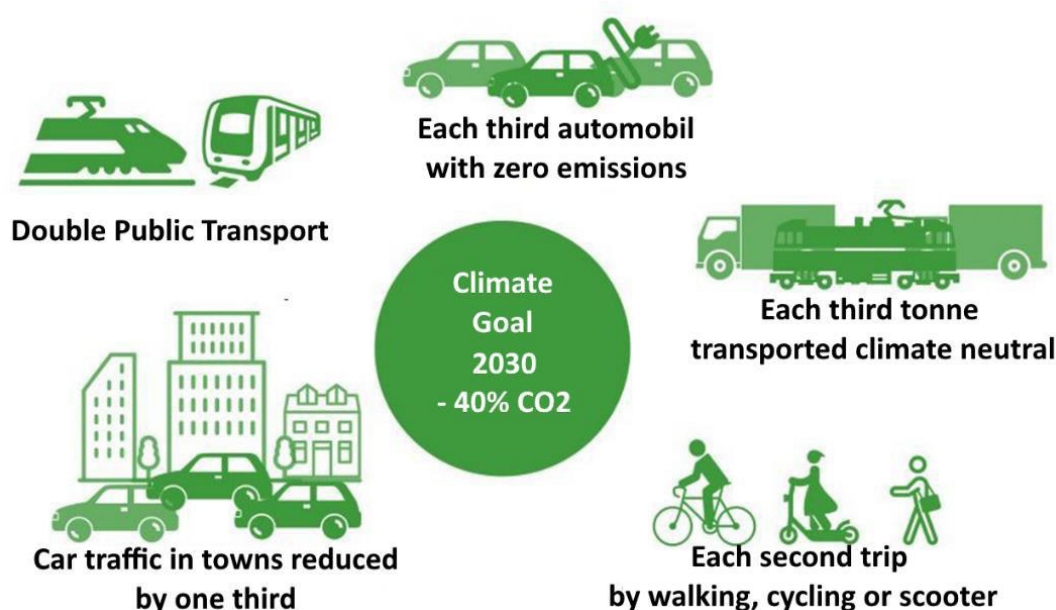 Each third automobil
with zero emissions
Double Public Transport
Each third tonne
transported climate neutral
Climate
Goal
2030
- 40% CO2
Car traffic in towns reduced
by one third
Each second trip
by walking, cycling or scooter